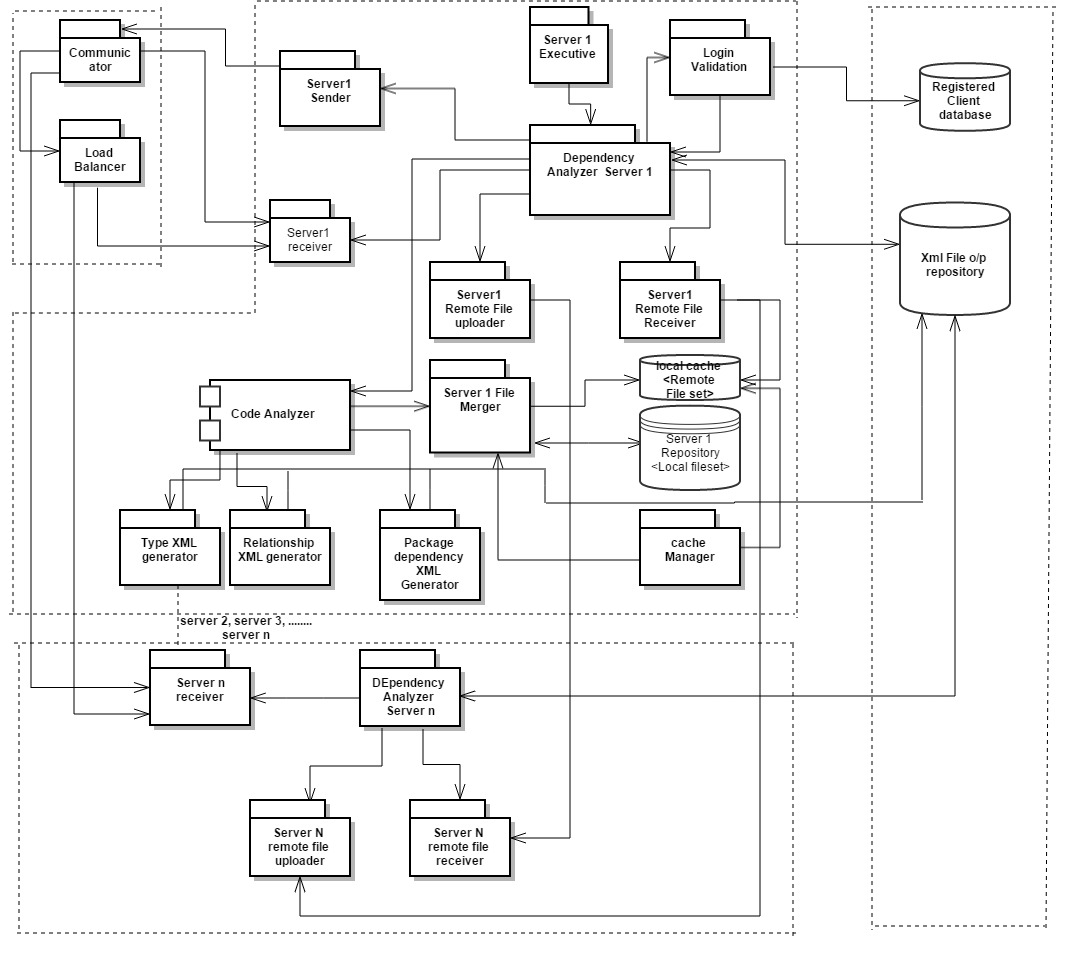 Communic
ator
Load
Balancer
Server1
Sender
Server 1
Executive
Login
Validation
Registered
Client
database
Dependency
Analyzer Server 1
Server1
receiver
Xml File o/p
repository
Server1
Remote File
uploader
Server1
Remote File
Receiver
Code Analyzer
Server 1 File
Merger
local cache
<Remote
File set>
Server 1
Repository
<Local fileset>
Type XML
generator
Relationship
XML generator
Package
dependency
XML
Generator
cache
Manager
server 2, server 3, ........
server n
Server n
receiver
DEpendency
Analyzer
Server n
Server N
remote file
uploader
Server N
remote file
receiver